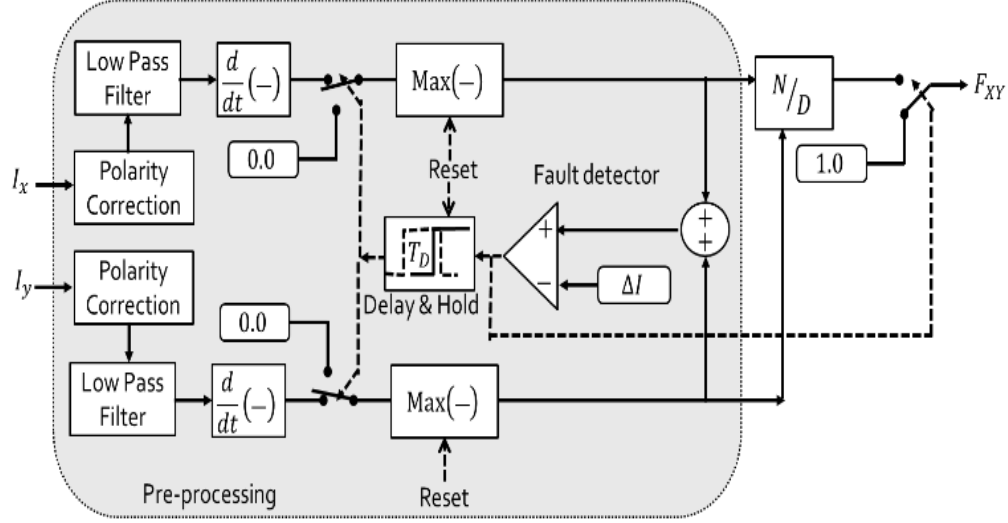 Low Pass
Filter
d/dt (−)
Max(−)
N/D
F_XY
0.0
1.0
I_x
Polarity
Correction
Reset
Fault detector
+
+
+
T_D
−
ΔI
Delay & Hold
I_y
Polarity
Correction
0.0
Low Pass
Filter
d/dt (−)
Max(−)
Pre-processing
Reset